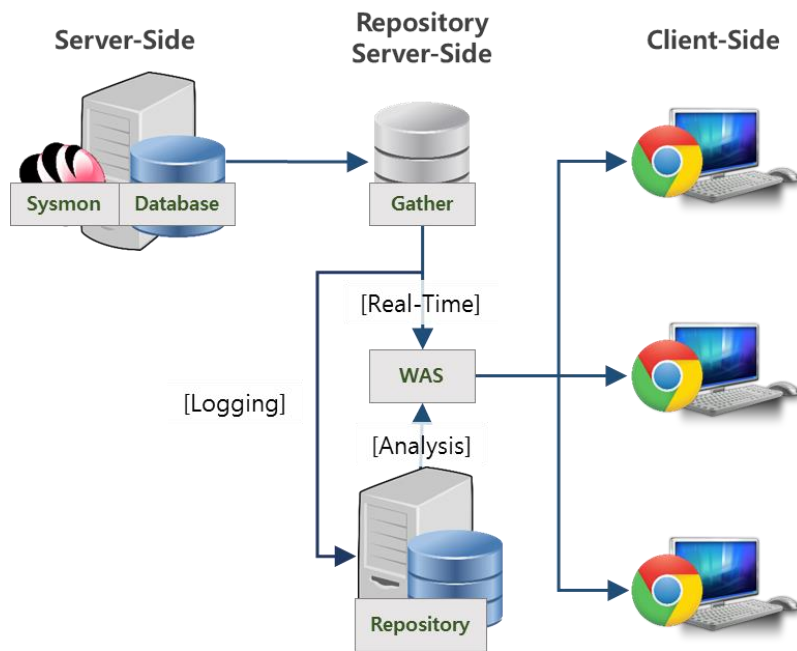 Server-Side
Repository
Server-Side
Client-Side
Sysmon
Database
Gather
[Real-Time]
WAS
[Logging]
[Analysis]
Repository